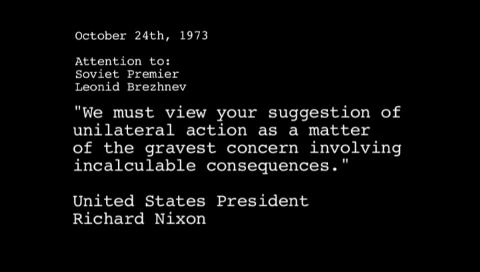 October 24th, 1973
Attention to:
Soviet Premier
Leonid Brezhnev
"We must view your suggestion of
unilateral action as a matter
of the gravest concern involving
incalculable consequences."
United States President
Richard Nixon